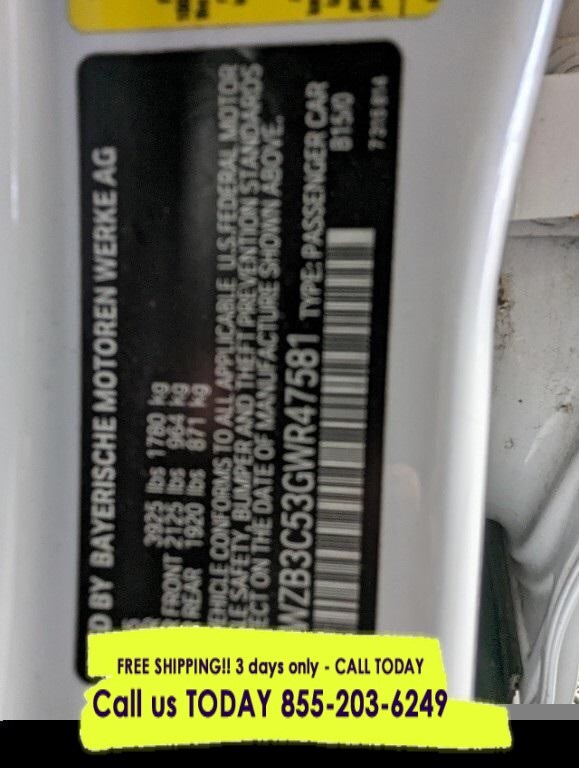 D BY BAYERISCHE MOTOREN WERKE AG
3925 lbs 1780 kg
FRONT 2125 lbs 964 kg
REAR 1920 lbs 871 kg
EHICLE CONFORMS TO ALL APPLICABLE U.S. FEDERAL MOTOR
LE SAFETY, BUMPER AND THEFT PREVENTION STANDARDS
ECT ON THE DATE OF MANUFACTURE SHOWN ABOVE.
WZB3C53GWR47581 TYPE: PASSENGER CAR
B15/0
FREE SHIPPING!! 3 days only - CALL TODAY
Call us TODAY 855-203-6249